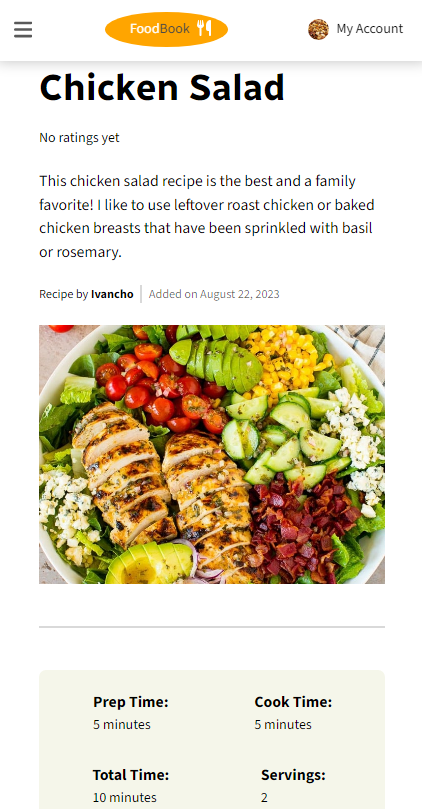 FoodBook
My Account
Chicken Salad
No ratings yet
This chicken salad recipe is the best and a family
favorite! I like to use leftover roast chicken or baked
chicken breasts that have been sprinkled with basil
or rosemary.
Recipe by Ivancho
Added on August 22, 2023
Prep Time:
Cook Time:
5 minutes
5 minutes
Total Time:
Servings:
10 minutes
2